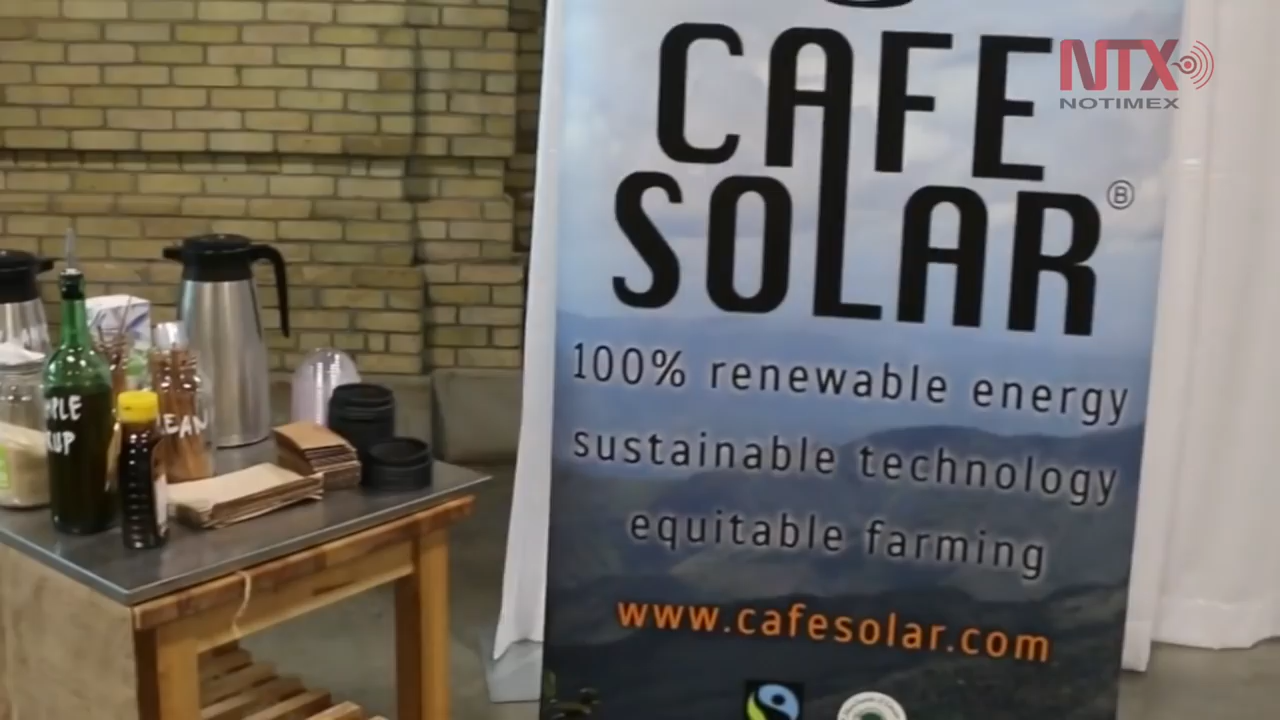 CAFE
SOLAR®
100% renewable energy
sustainable technology
equitable farming
www.cafesolar.com
NTX
NOTIMEX